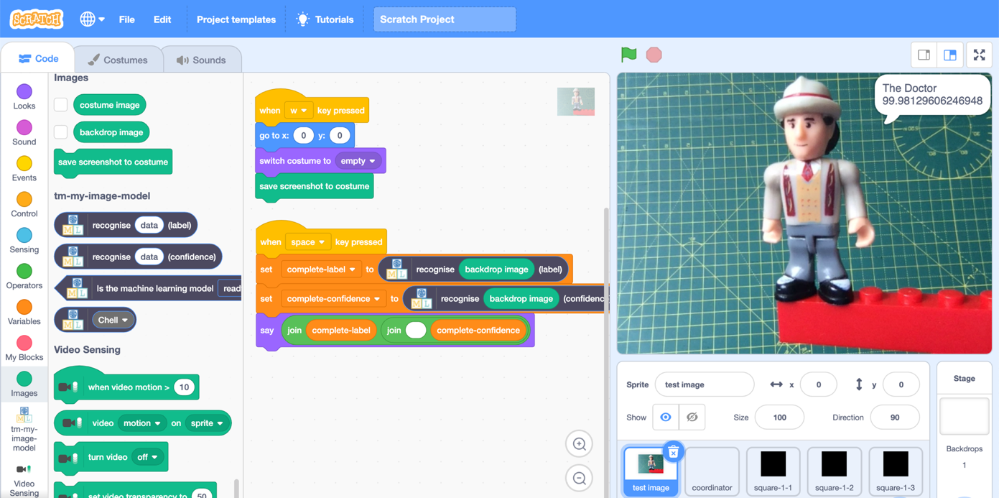 SCRATCH
File
Edit
Project templates
Tutorials
Scratch Project
Code
Costumes
Sounds
Looks
Sound
Events
Control
Sensing
Operators
Variables
My Blocks
Images
tm-my-
image-
model
Video
Sensing
Images
costume image
backdrop image
save screenshot to costume
tm-my-image-model
ML recognise data (label)
ML recognise data (confidence)
ML Is the machine learning model read
ML Chell
Video Sensing
when video motion > 10
video motion on sprite
turn video off
set video transparency to 50
when w key pressed
go to x: 0 y: 0
switch costume to empty
save screenshot to costume
when space key pressed
set complete-label to ML recognise backdrop image (label)
set complete-confidence to ML recognise backdrop image (confidenc
say join complete-label join complete-confidence
The Doctor
99.98129606246948
Sprite test image x 0 y 0
Show Size 100 Direction 90
test image
coordinator
square-1-1
square-1-2
square-1-3
Stage
Backdrops
1